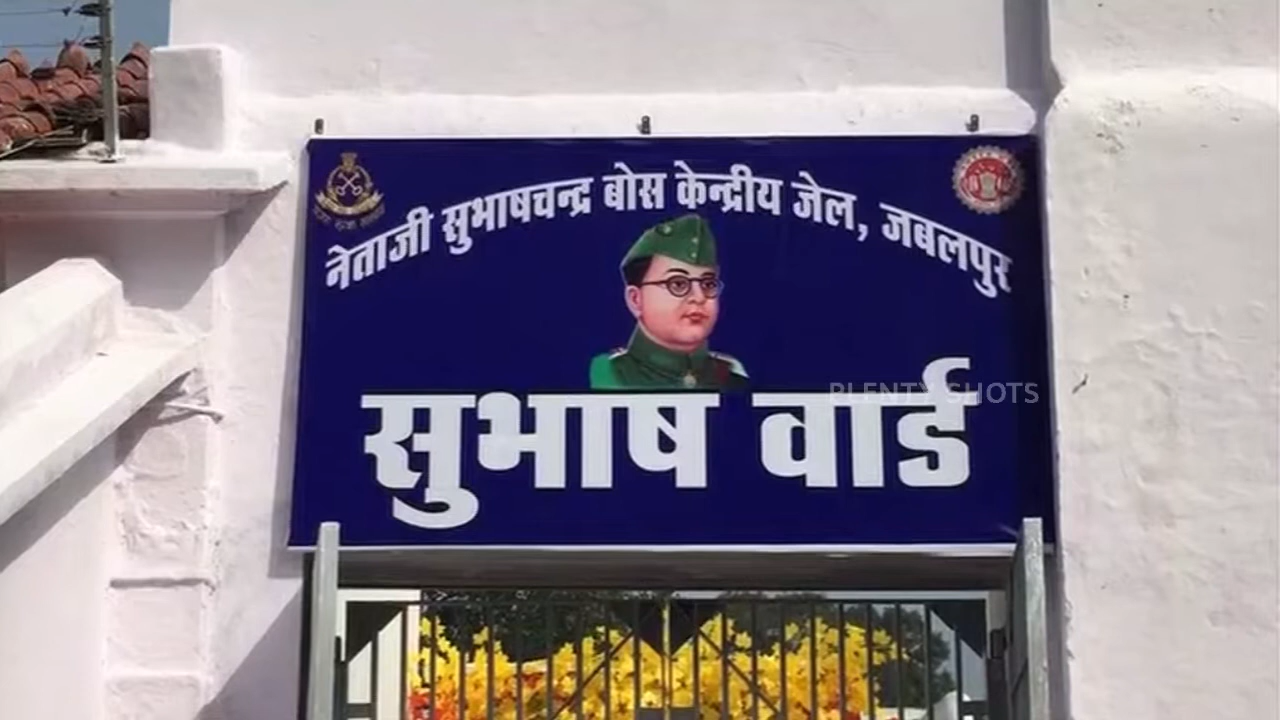 नेताजी सुभाषचन्द्र बोस केन्द्रीय जेल, जबलपुर
सुभाष वार्ड
PLENTY SHOTS